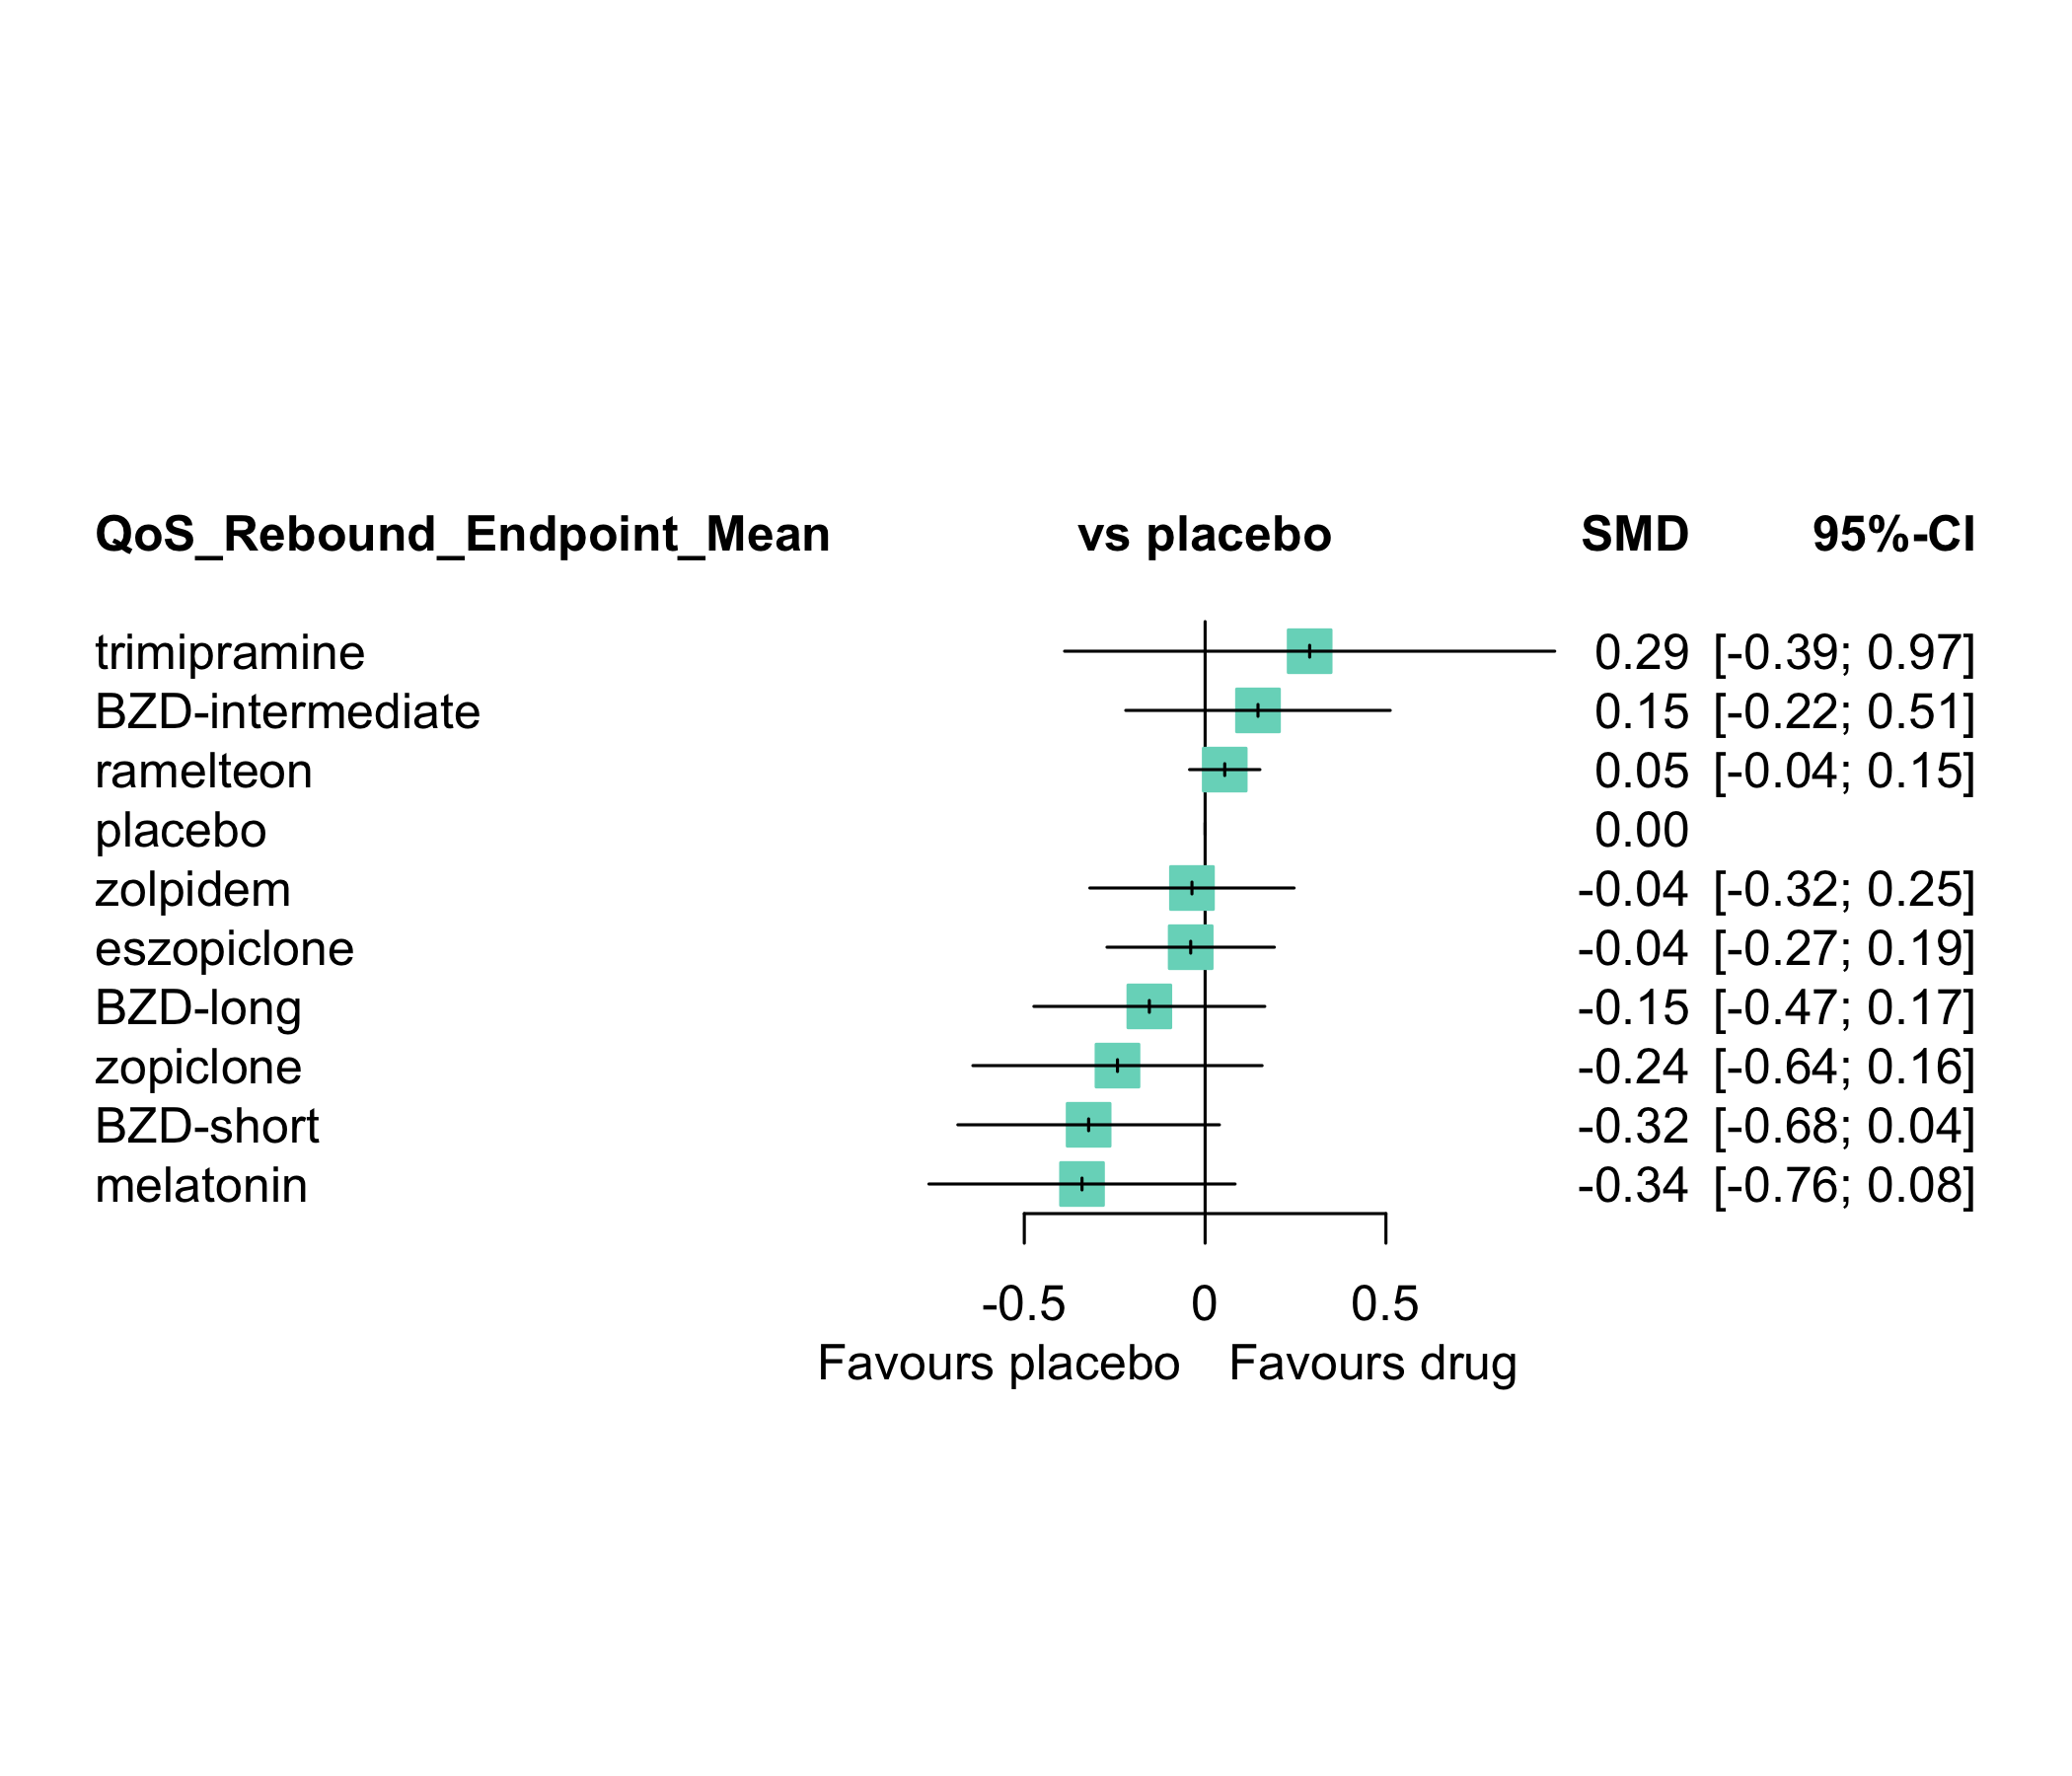 QoS_Rebound_Endpoint_Mean vs placebo SMD 95%-CI
trimipramine 0.29 [-0.39; 0.97]
BZD-intermediate 0.15 [-0.22; 0.51]
ramelteon 0.05 [-0.04; 0.15]
placebo 0.00
zolpidem -0.04 [-0.32; 0.25]
eszopiclone -0.04 [-0.27; 0.19]
BZD-long -0.15 [-0.47; 0.17]
zopiclone -0.24 [-0.64; 0.16]
BZD-short -0.32 [-0.68; 0.04]
melatonin -0.34 [-0.76; 0.08]
-0.5 0 0.5
Favours placebo Favours drug